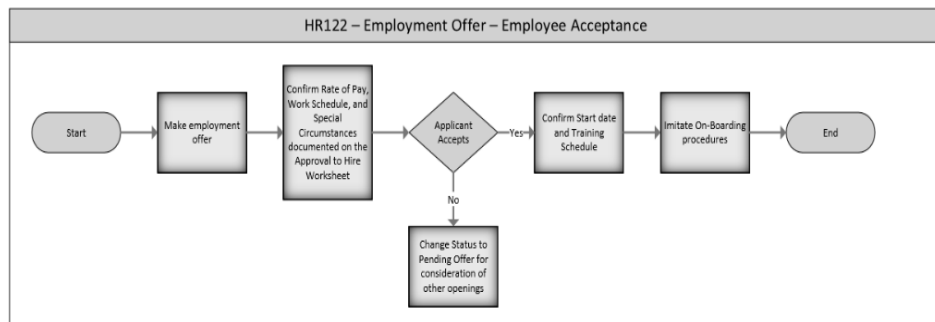 HR122 – Employment Offer – Employee Acceptance
Start
Make employment
offer
Confirm Rate of Pay,
Work Schedule, and
Special
Circumstances
documented on the
Approval to Hire
Worksheet
Applicant
Accepts
Yes
Confirm Start date
and Training
Schedule
Imitate On-Boarding
procedures
End
No
Change Status to
Pending Offer for
consideration of
other openings